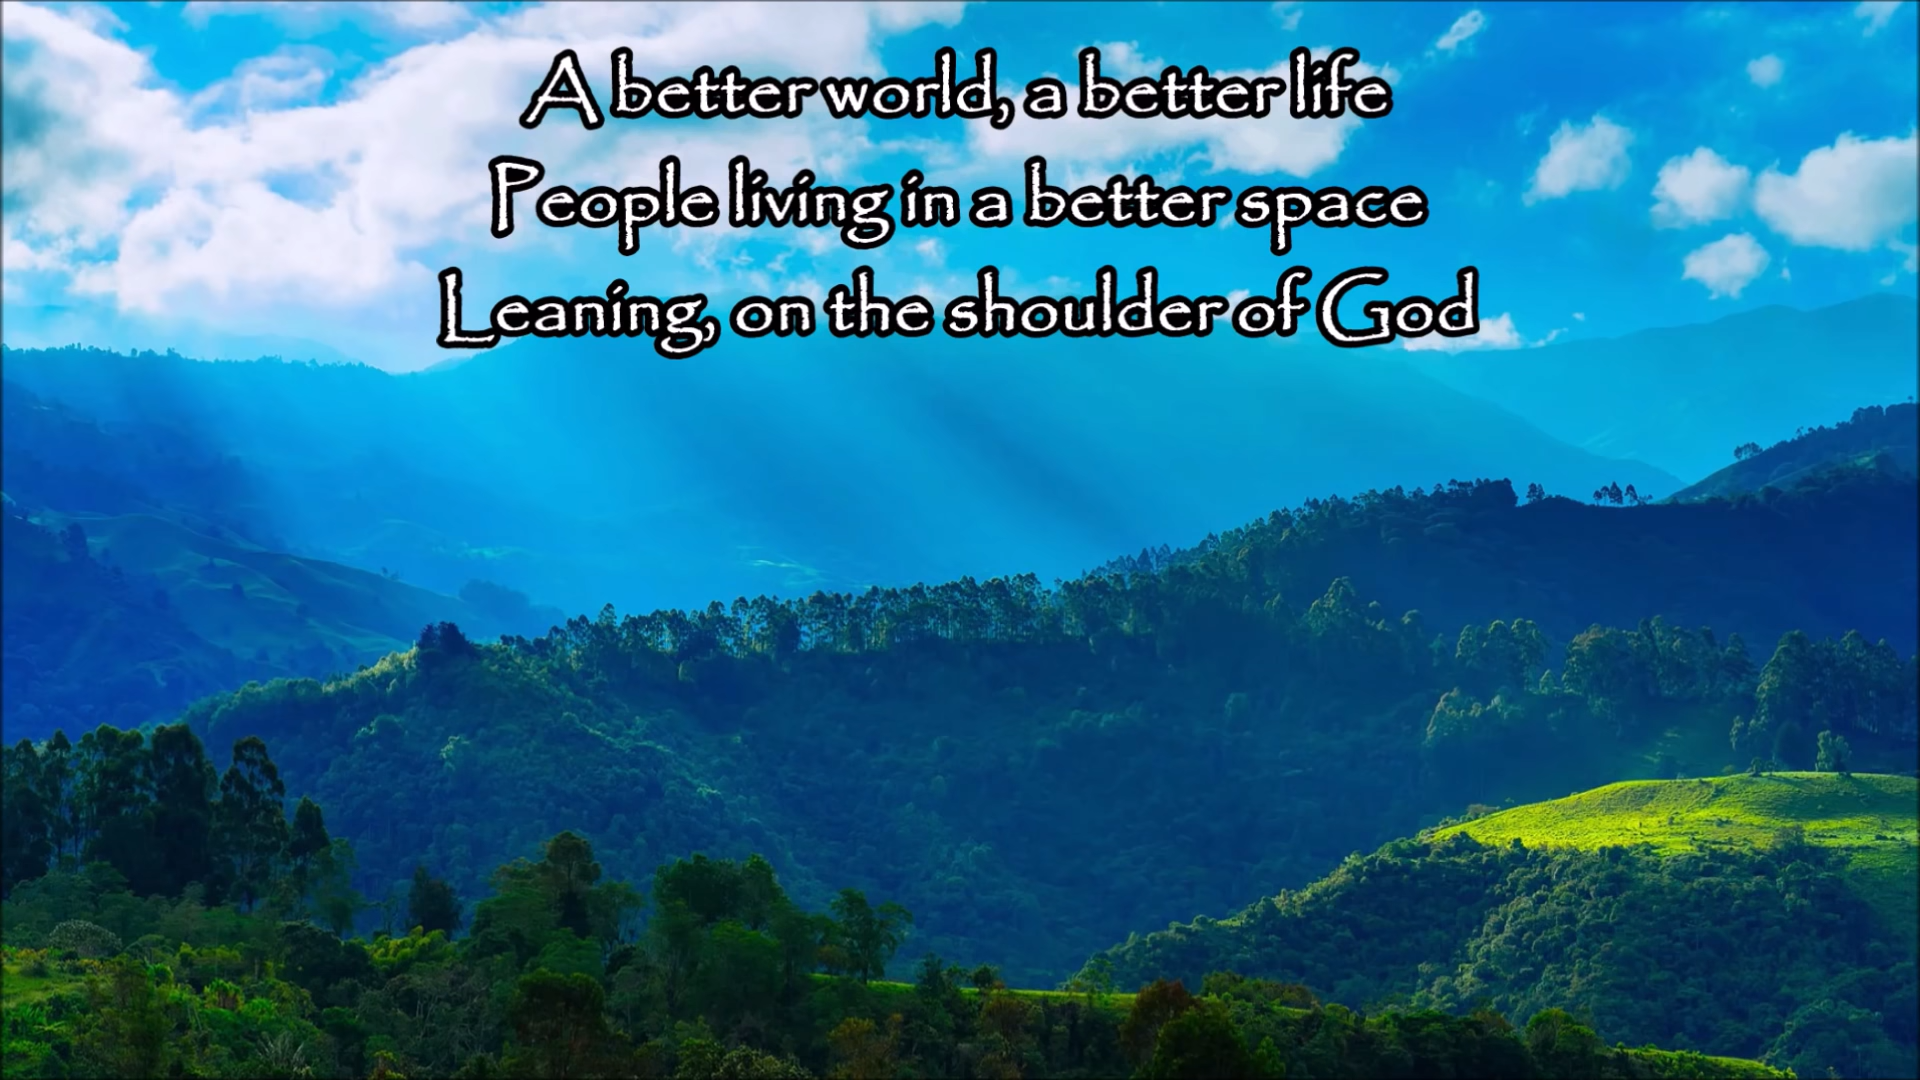 A better world, a better life
People living in a better space
Leaning, on the shoulder of God